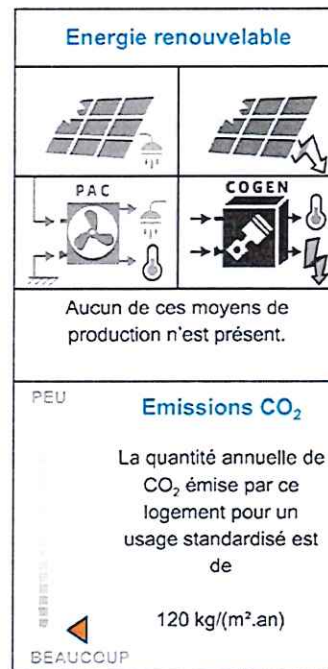 Energie renouvelable
PAC
COGEN
Aucun de ces moyens de
production n'est présent.
PEU
Emissions CO₂
La quantité annuelle de
CO₂ émise par ce
logement pour un
usage standardisé est
de
120 kg/(m².an)
BEAUCOUP